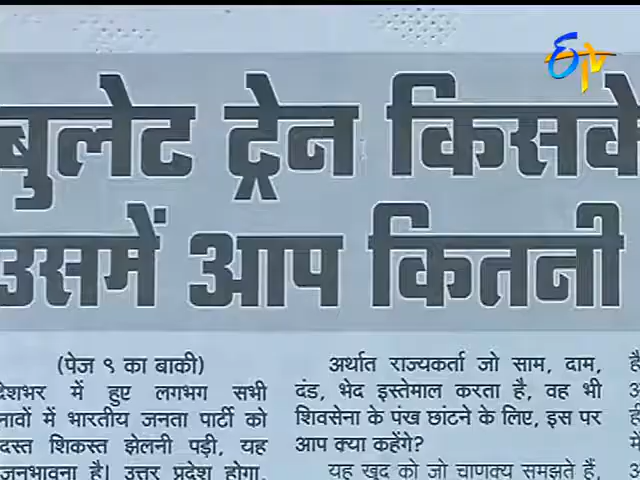 बुलेट ट्रेन किसके
उसमें आप कितनी
(पेज ९ का बाकी)
देशभर में हुए लगभग सभी
में भारतीय जनता पार्टी को
शिकस्त झेलनी पड़ी, यह
जनभावना है। उत्तर प्रदेश होगा,
अर्थात राज्यकर्ता जो साम, दाम,
दंड, भेद इस्तेमाल करता है, वह भी
शिवसेना के पंख छांटने के लिए, इस पर
आप क्या कहेंगे?
यह खुद को जो चाणक्य समझते हैं,
ETV